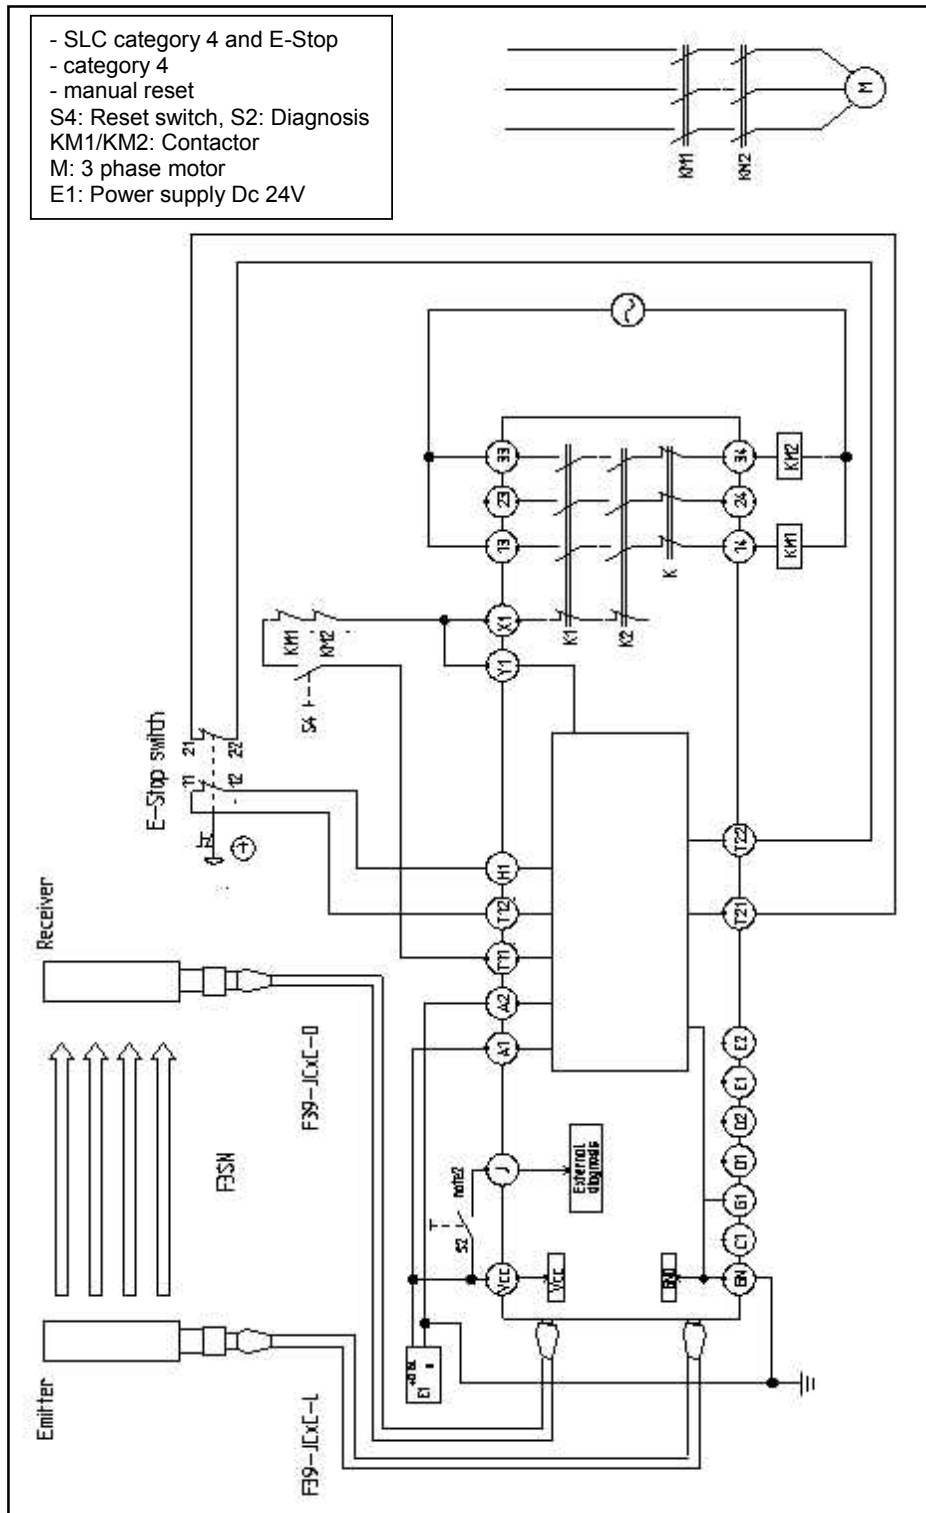 - SLC category 4 and E-Stop
- category 4
- manual reset
S4: Reset switch, S2: Diagnosis
KM1/KM2: Contactor
M: 3 phase motor
E1: Power supply Dc 24V
M
KM1
KM2
33
34
KM2
23
24
13
14
KM1
K
X1
K1
K2
KM1
KM2
Y1
S4
E-Stop switch
21
22
11
12
H1
T22
T12
T21
T11
Receiver
A2
A1
E2
E1
D2
D1
G1
C1
GN
F39-JCxC-D
F3SN
J
note2
S2
External
diagnosis
VCC
VCC
GND
E1
Emitter
F39-JCxC-L